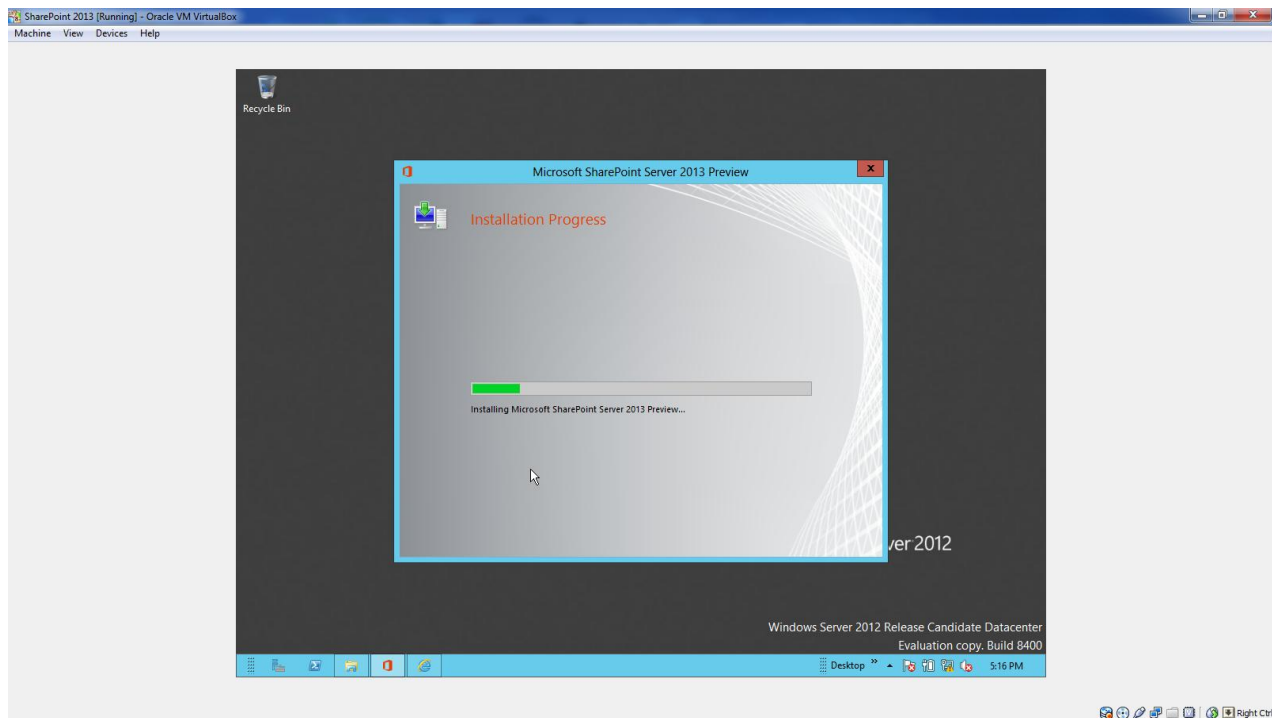 SharePoint 2013 [Running] - Oracle VM VirtualBox
Machine View Devices Help
Recycle Bin
Microsoft SharePoint Server 2013 Preview
x
Installation Progress
Installing Microsoft SharePoint Server 2013 Preview...
ver 2012
Windows Server 2012 Release Candidate Datacenter
Evaluation copy. Build 8400
Desktop » 5:16 PM
Right Ctrl